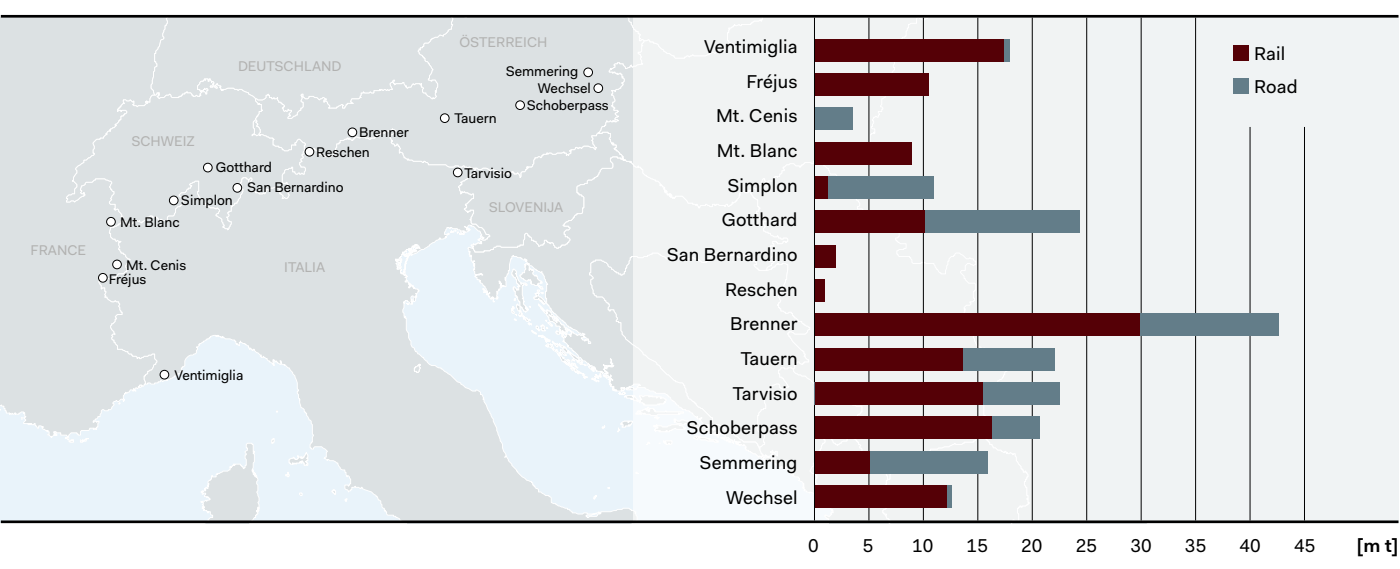 ÖSTERREICH
DEUTSCHLAND
Semmering
Wechsel
Schoberpass
Tauern
Brenner
SCHWEIZ
Reschen
Gotthard
Tarvisio
San Bernardino
Simplon
SLOVENIJA
Mt. Blanc
FRANCE
Mt. Cenis
ITALIA
Fréjus
Ventimiglia
Ventimiglia
Fréjus
Mt. Cenis
Mt. Blanc
Simplon
Gotthard
San Bernardino
Reschen
Brenner
Tauern
Tarvisio
Schoberpass
Semmering
Wechsel
Rail
Road
0 5 10 15 20 25 30 35 40 45 [m t]